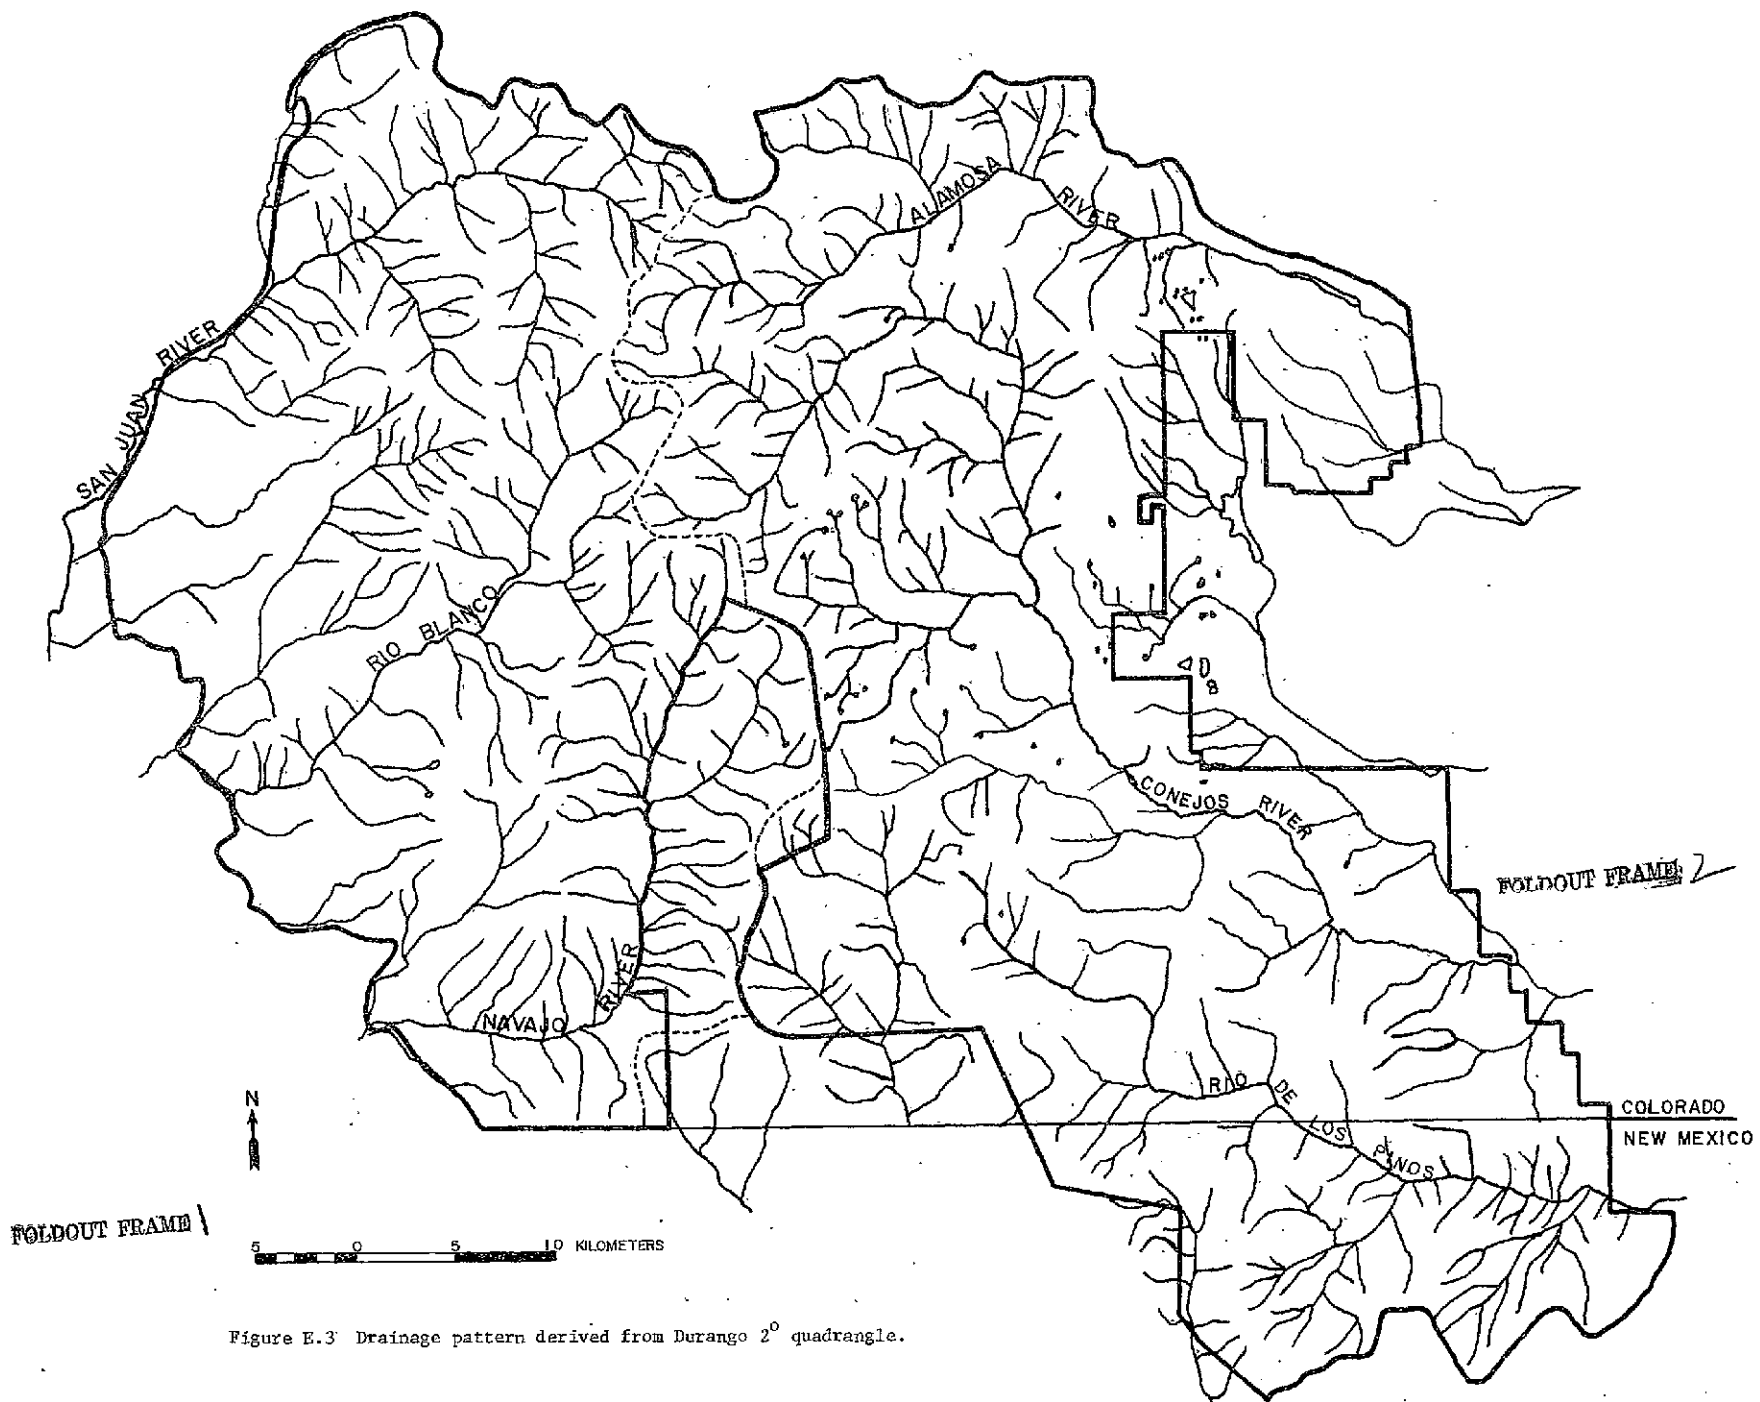 ALAMOSA RIVER
SAN JUAN RIVER
RIO BLANCO
CONEJOS RIVER
FOLDOUT FRAME 2
NAVAJO RIVER
RIO DE LOS PINOS
COLORADO
NEW MEXICO
N
FOLDOUT FRAME 1
5 0 5 10 KILOMETERS
Figure E.3 Drainage pattern derived from Durango 2° quadrangle.